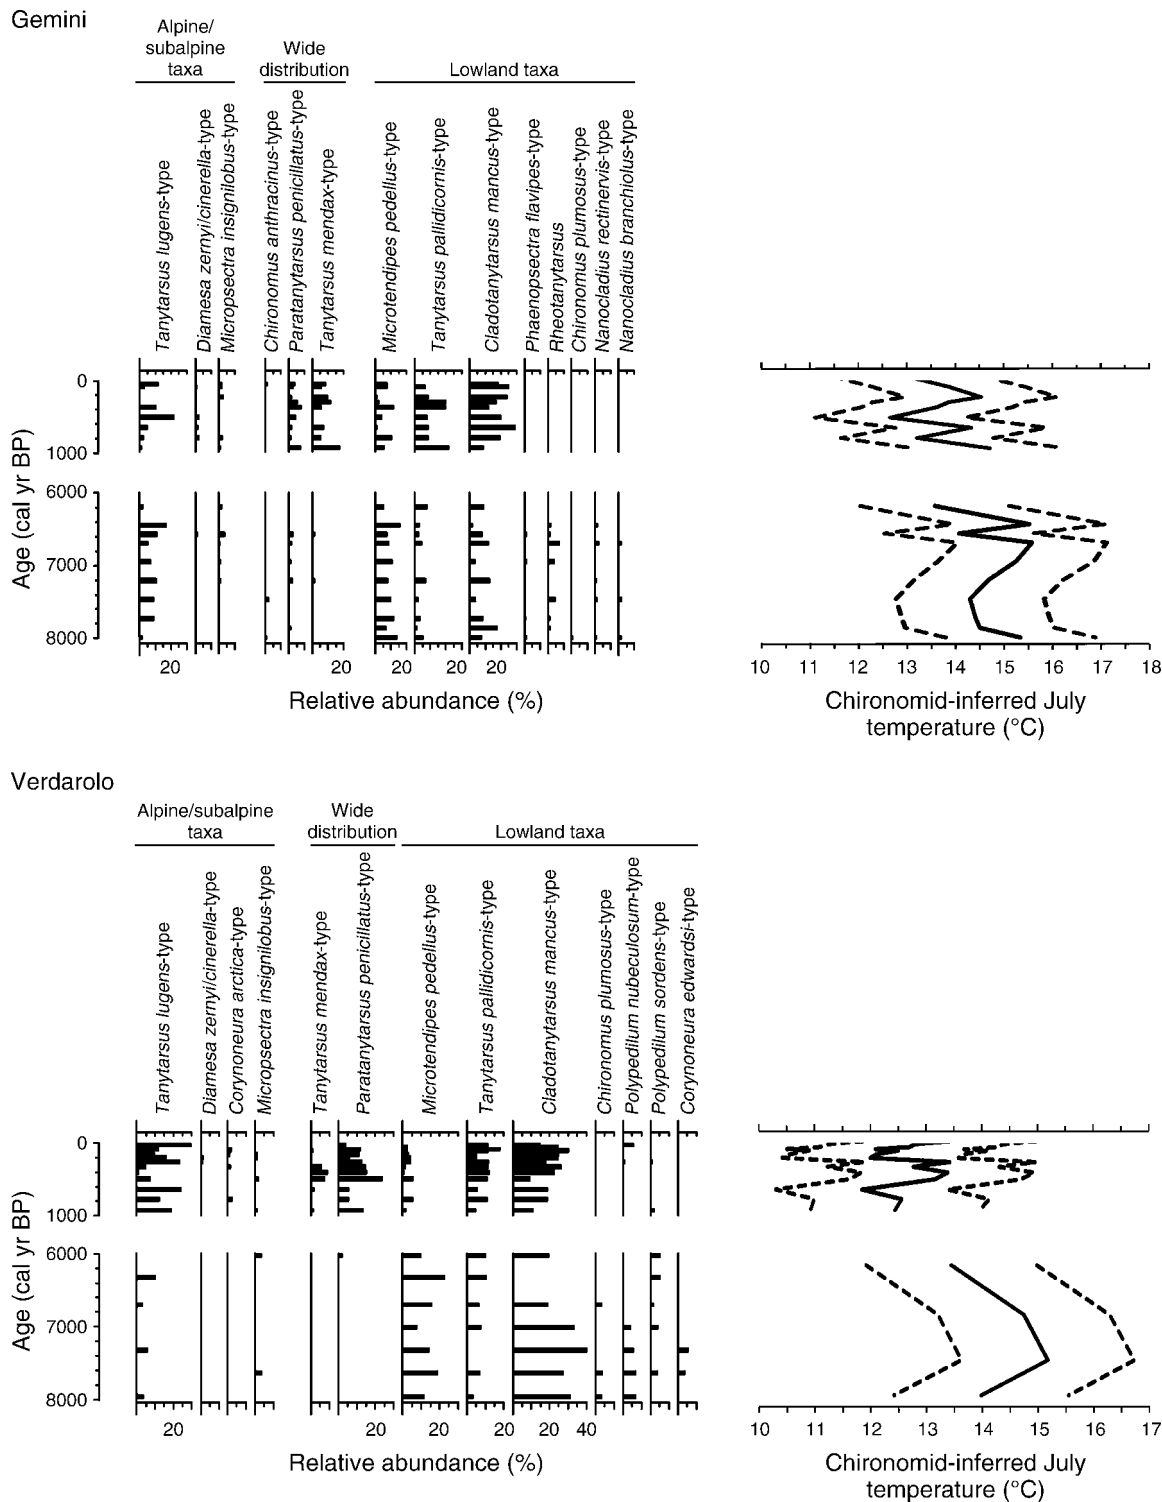 Gemini
Alpine/
subalpine
taxa
Wide
distribution
Lowland taxa
Tanytarsus lugens-type
Diamesa zernyi/cinerella-type
Micropsectra insignilobus-type
Chironomus anthracinus-type
Paratanytarsus penicillatus-type
Tanytarsus mendax-type
Microtendipes pedellus-type
Tanytarsus pallidicornis-type
Cladotanytarsus mancus-type
Phaenopsectra flavipes-type
Rheotanytarsus
Chironomus plumosus-type
Nanocladius rectinervis-type
Nanocladius branchiolus-type
Age (cal yr BP)
0
1000
6000
7000
8000
20 20 20 20 20
Relative abundance (%)
10 11 12 13 14 15 16 17 18
Chironomid-inferred July
temperature (°C)
Verdarolo
Alpine/subalpine
taxa
Wide
distribution
Lowland taxa
Tanytarsus lugens-type
Diamesa zernyi/cinerella-type
Corynoneura arctica-type
Micropsectra insignilobus-type
Tanytarsus mendax-type
Paratanytarsus penicillatus-type
Microtendipes pedellus-type
Tanytarsus pallidicornis-type
Cladotanytarsus mancus-type
Chironomus plumosus-type
Polypedilum nubeculosum-type
Polypedilum sordens-type
Corynoneura edwardsi-type
Age (cal yr BP)
0
1000
6000
7000
8000
20 20 20 20 20 40
Relative abundance (%)
10 11 12 13 14 15 16 17
Chironomid-inferred July
temperature (°C)